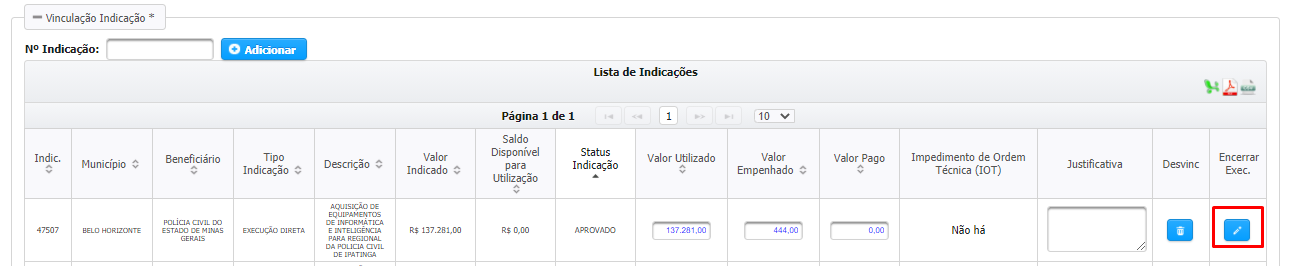 Vinculação Indicação *
Nº Indicação:
Adicionar
Lista de Indicações
Página 1 de 1
1
10
Indic.
Município
Beneficiário
Tipo
Indicação
Descrição
Valor
Indicado
Saldo
Disponível
para
Utilização
Status
Indicação
Valor Utilizado
Valor
Empenhado
Valor Pago
Impedimento de Ordem
Técnica (IOT)
Justificativa
Desvinc
Encerrar
Exec.
47507
BELO HORIZONTE
POLÍCIA CIVIL DO
ESTADO DE MINAS
GERAIS
EXECUÇÃO DIRETA
AQUISIÇÃO DE
EQUIPAMENTOS
DE INFORMÁTICA
E INTELIGÊNCIA
PARA REGIONAL
DA POLICIA CIVIL
DE IPATINGA
R$ 137.281,00
R$ 0,00
APROVADO
137.281,00
444,00
0,00
Não há